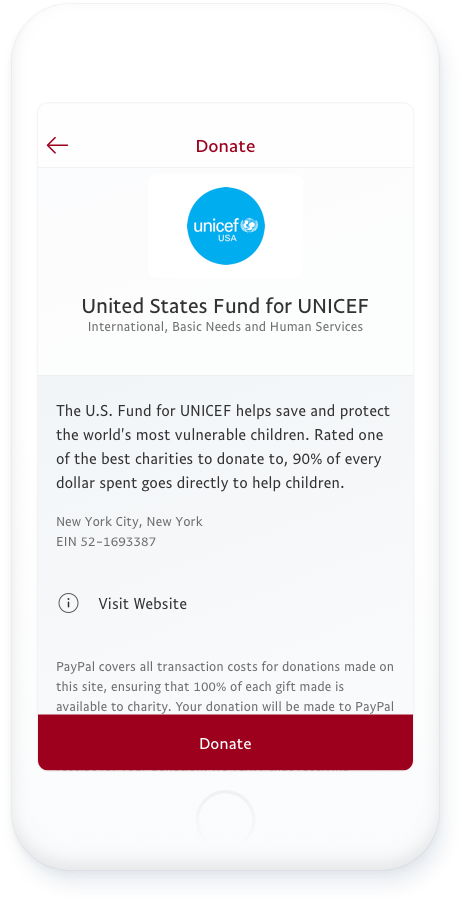 Donate
unicef
USA
United States Fund for UNICEF
International, Basic Needs and Human Services
The U.S. Fund for UNICEF helps save and protect
the world's most vulnerable children. Rated one
of the best charities to donate to, 90% of every
dollar spent goes directly to help children.
New York City, New York
EIN 52-1693387
Visit Website
PayPal covers all transaction costs for donations made on
this site, ensuring that 100% of each gift made is
available to charity. Your donation will be made to PayPal
Donate